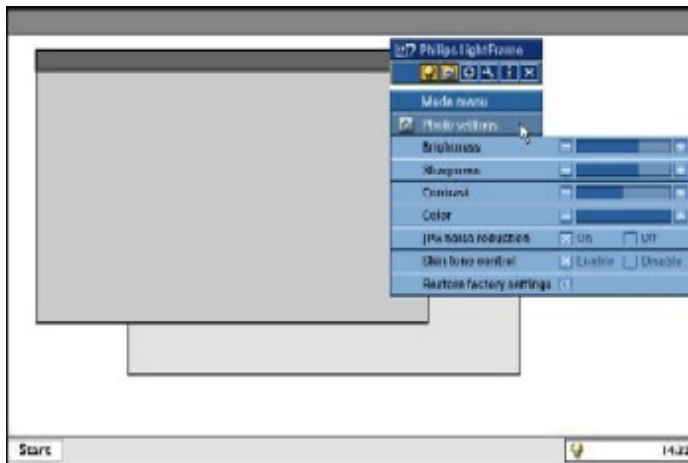 Philips LightFrame
Mode menu
Photo settings
Brightness
Sharpness
Contrast
Color
JPG noise reduction On Off
Skin tone control Enable Disable
Restore factory settings
Start